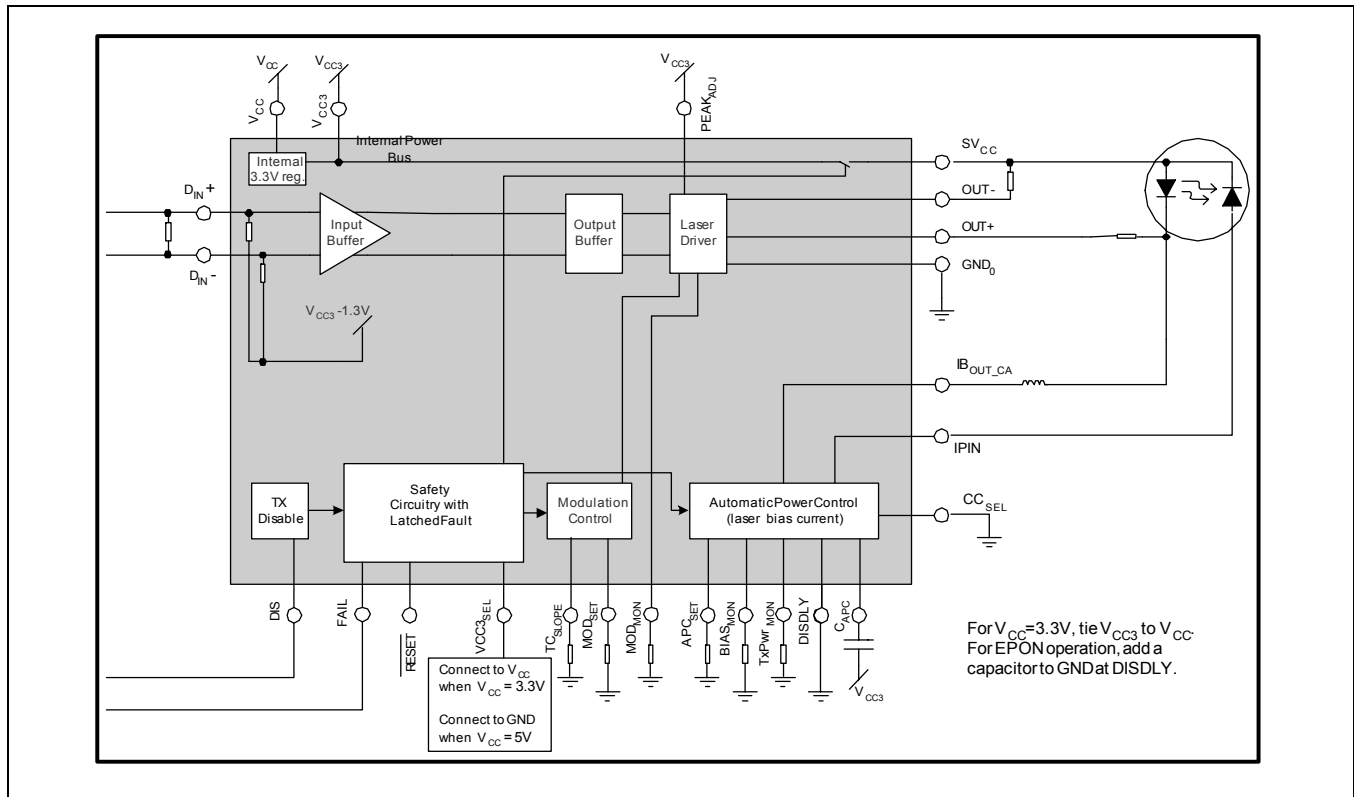 VCC
VCC3
VCC3
VCC
VCC3
PEAKADJ
Internal Power
Bus
Internal
3.3V reg.
SVCC
DIN+
OUT-
Input
Buffer
Output
Buffer
Laser
Driver
OUT+
DIN-
GND0
VCC3 -1.3V
IBOUT_CA
IPIN
TX
Disable
Safety
Circuitry with
Latched Fault
Modulation
Control
Automatic Power Control
(laser bias current)
CCSEL
DIS
FAIL
RESET
VCC3SEL
TCSLOPE
MODSET
MODMON
APCSET
BIASMON
TxPwrMON
DISDLY
CAPC
Connect to VCC
when VCC = 3.3V
Connect to GND
when VCC = 5V
VCC3
For VCC=3.3V, tie VCC3 to VCC.
For EPON operation, add a
capacitor to GND at DISDLY.